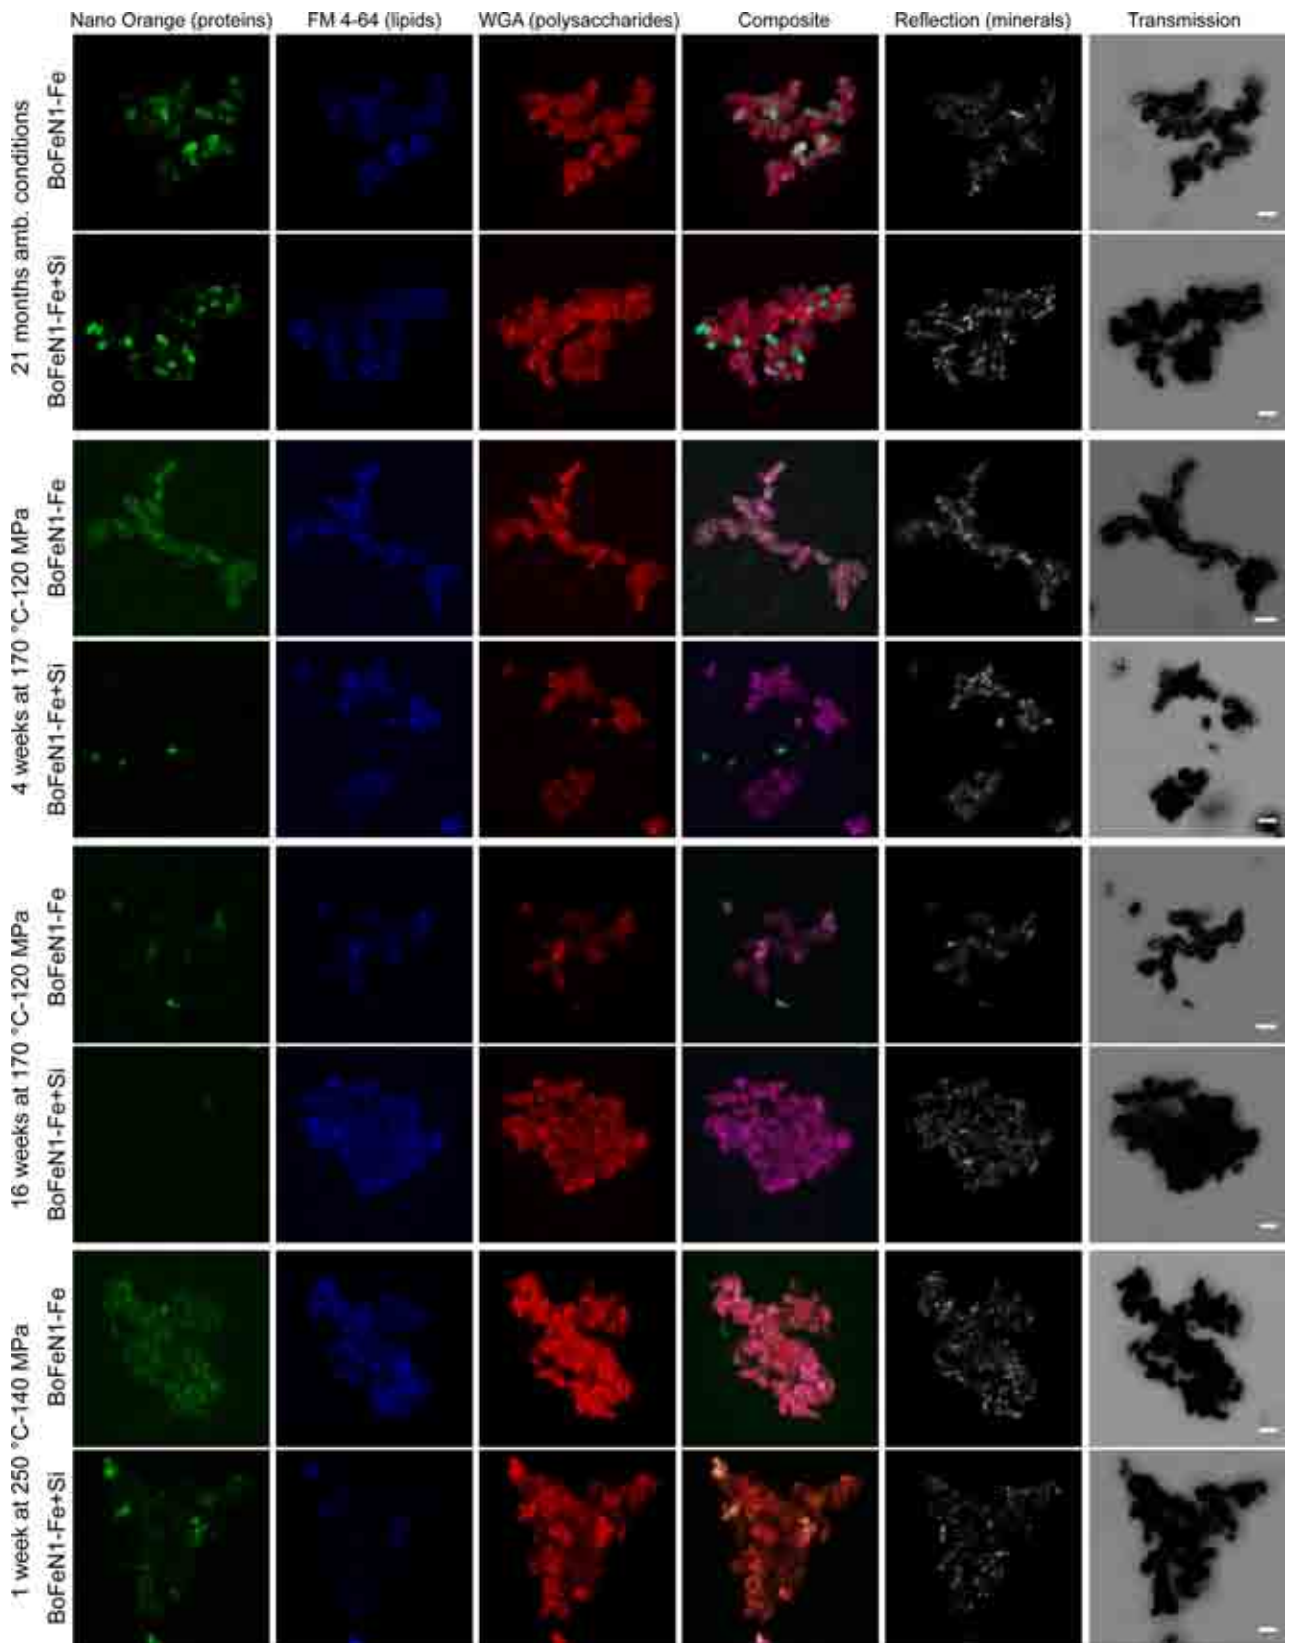 Nano Orange (proteins) FM 4-64 (lipids) WGA (polysaccharides) Composite Reflection (minerals) Transmission
21 months amb. conditions
BoFeN1-Fe
BoFeN1-Fe+Si
4 weeks at 170 °C-120 MPa
BoFeN1-Fe
BoFeN1-Fe+Si
16 weeks at 170 °C-120 MPa
BoFeN1-Fe
BoFeN1-Fe+Si
1 week at 250 °C-140 MPa
BoFeN1-Fe
BoFeN1-Fe+Si